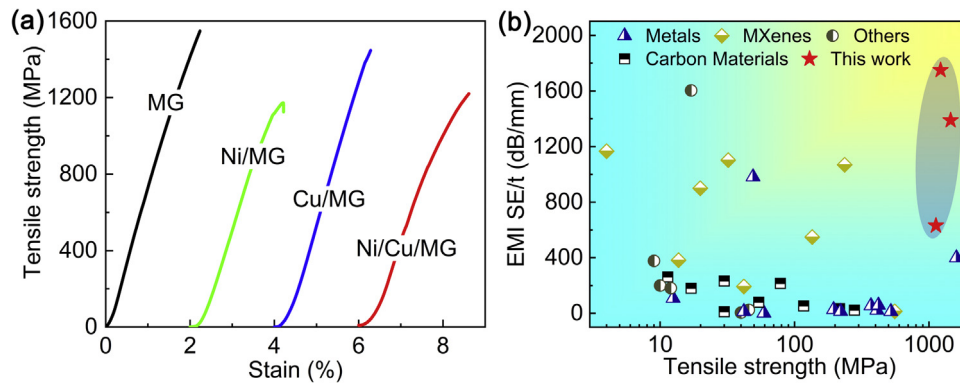 (a)
1600
1200
800
400
0
Tensile strength (MPa)
MG
Ni/MG
Cu/MG
Ni/Cu/MG
0 2 4 6 8
Stain (%)
(b)
2000
1600
1200
800
400
0
EMI SE/t (dB/mm)
Metals MXenes Others
Carbon Materials This work
10 100 1000
Tensile strength (MPa)